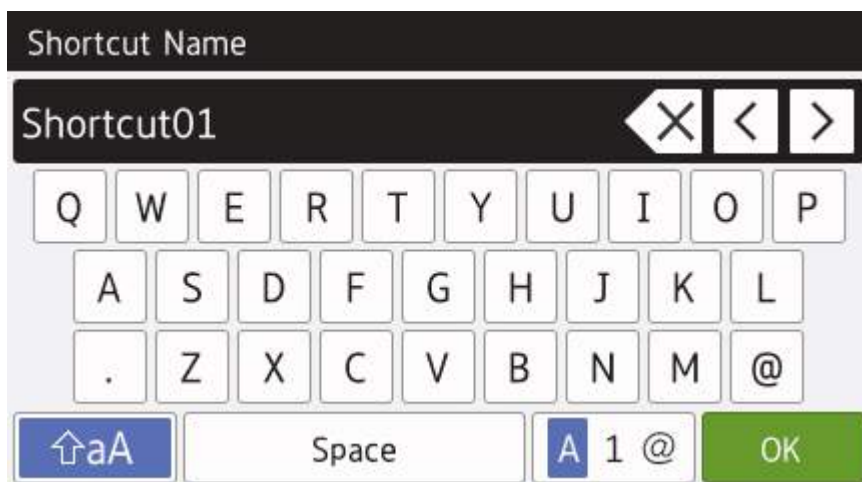 Shortcut Name
Shortcut01
Q W E R T Y U I O P
A S D F G H J K L
. Z X C V B N M @
aA Space A 1 @ OK